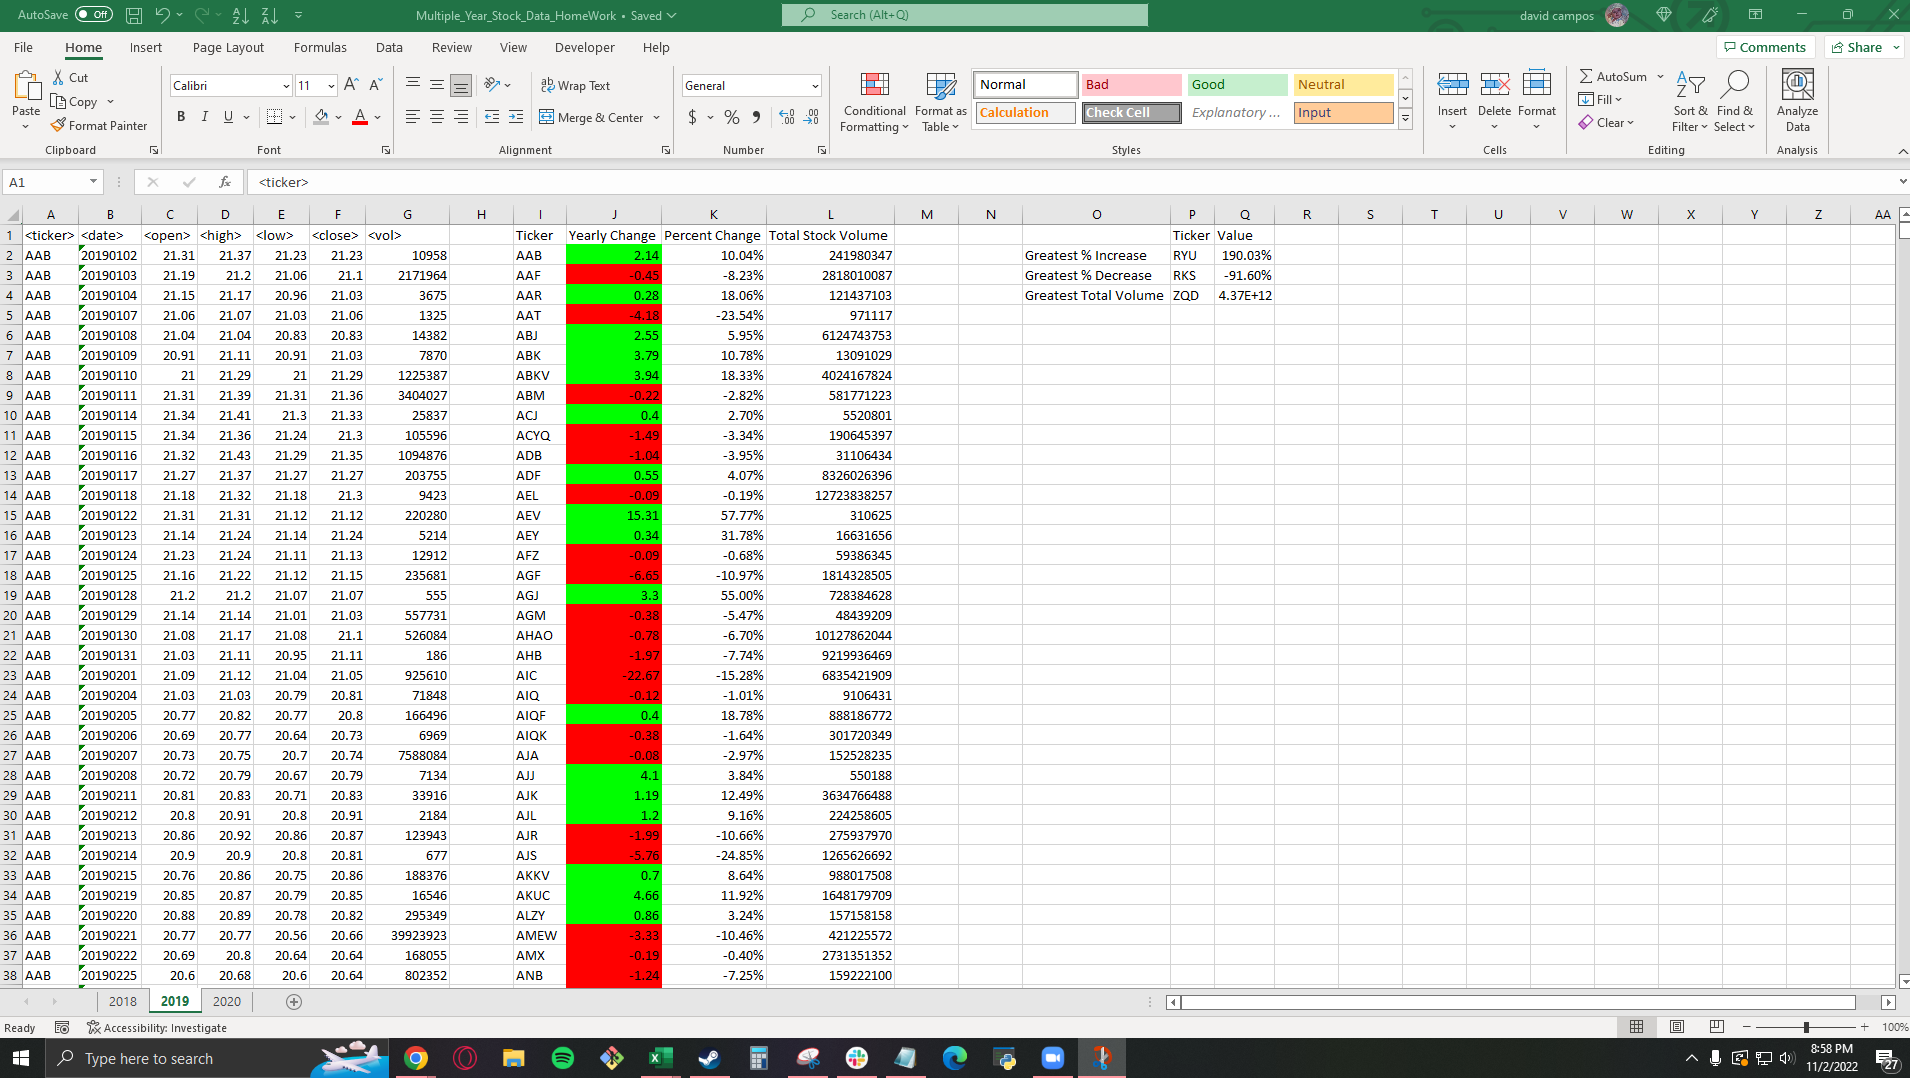 AutoSave Off Multiple_Year_Stock_Data_HomeWork • Saved Search (Alt+Q) david campos
File Home Insert Page Layout Formulas Data Review View Developer Help Comments Share
Paste Cut Copy Format Painter Clipboard
Calibri 11 B I U A Font
Wrap Text Merge & Center Alignment
General $ % Number
Conditional Formatting Format as Table
Normal Bad Good Neutral
Calculation Check Cell Explanatory ... Input
Styles
Insert Delete Format Cells
AutoSum Fill Clear Sort & Filter Find & Select Editing
Analyze Data Analysis
A1 fx <ticker>
A B C D E F G H I J K L M N O P Q R S T U V W X Y Z AA
1 <ticker> <date> <open> <high> <low> <close> <vol> Ticker Yearly Change Percent Change Total Stock Volume Ticker Value
2 AAB 20190102 21.31 21.37 21.23 21.23 10958 AAB 2.14 10.04% 241980347 Greatest % Increase RYU 190.03%
3 AAB 20190103 21.19 21.2 21.06 21.1 2171964 AAF -0.45 -8.23% 2818010087 Greatest % Decrease RKS -91.60%
4 AAB 20190104 21.15 21.17 20.96 21.03 3675 AAR 0.28 18.06% 121437103 Greatest Total Volume ZQD 4.37E+12
5 AAB 20190107 21.06 21.07 21.03 21.06 1325 AAT -4.18 -23.54% 971117
6 AAB 20190108 21.04 21.04 20.83 20.83 14382 ABJ 2.55 5.95% 6124743753
7 AAB 20190109 20.91 21.11 20.91 21.03 7870 ABK 3.79 10.78% 13091029
8 AAB 20190110 21 21.29 21 21.29 1225387 ABKV 3.94 18.33% 4024167824
9 AAB 20190111 21.31 21.39 21.31 21.36 3404027 ABM -0.22 -2.82% 581771223
10 AAB 20190114 21.34 21.41 21.3 21.33 25837 ACJ 0.4 2.70% 5520801
11 AAB 20190115 21.34 21.36 21.24 21.3 105596 ACYQ -1.49 -3.34% 190645397
12 AAB 20190116 21.32 21.43 21.29 21.35 1094876 ADB -1.04 -3.95% 31106434
13 AAB 20190117 21.27 21.37 21.27 21.27 203755 ADF 0.55 4.07% 8326026396
14 AAB 20190118 21.18 21.32 21.18 21.3 9423 AEL -0.09 -0.19% 12723838257
15 AAB 20190122 21.31 21.31 21.12 21.12 220280 AEV 15.31 57.77% 310625
16 AAB 20190123 21.14 21.24 21.14 21.24 5214 AEY 0.34 31.78% 16631656
17 AAB 20190124 21.23 21.24 21.11 21.13 12912 AFZ -0.09 -0.68% 59386345
18 AAB 20190125 21.16 21.22 21.12 21.15 235681 AGF -6.65 -10.97% 1814328505
19 AAB 20190128 21.2 21.2 21.07 21.07 555 AGJ 3.3 55.00% 728384628
20 AAB 20190129 21.14 21.14 21.01 21.03 557731 AGM -0.38 -5.47% 48439209
21 AAB 20190130 21.08 21.17 21.08 21.1 526084 AHAO -0.78 -6.70% 10127862044
22 AAB 20190131 21.03 21.11 20.95 21.11 186 AHB -1.97 -7.74% 9219936469
23 AAB 20190201 21.09 21.12 21.04 21.05 925610 AIC -22.67 -15.28% 6835421909
24 AAB 20190204 21.03 21.03 20.79 20.81 71848 AIQ -0.12 -1.01% 9106431
25 AAB 20190205 20.77 20.82 20.77 20.8 166496 AIQF 0.4 18.78% 888186772
26 AAB 20190206 20.69 20.77 20.64 20.73 6969 AIQK -0.38 -1.64% 301720349
27 AAB 20190207 20.73 20.75 20.7 20.74 7588084 AJA -0.08 -2.97% 152528235
28 AAB 20190208 20.72 20.79 20.67 20.79 7134 AJJ 4.1 3.84% 550188
29 AAB 20190211 20.81 20.83 20.71 20.83 33916 AJK 1.19 12.49% 3634766488
30 AAB 20190212 20.8 20.91 20.8 20.91 2184 AJL 1.2 9.16% 224258605
31 AAB 20190213 20.86 20.92 20.86 20.87 123943 AJR -1.99 -10.66% 275937970
32 AAB 20190214 20.9 20.9 20.8 20.81 677 AJS -5.76 -24.85% 1265626692
33 AAB 20190215 20.76 20.86 20.75 20.86 188376 AKKV 0.7 8.64% 988017508
34 AAB 20190219 20.85 20.87 20.79 20.85 16546 AKUC 4.66 11.92% 1648179709
35 AAB 20190220 20.88 20.89 20.78 20.82 295349 ALZY 0.86 3.24% 157158158
36 AAB 20190221 20.77 20.77 20.56 20.66 39923923 AMEW -3.33 -10.46% 421225572
37 AAB 20190222 20.69 20.8 20.64 20.64 168055 AMX -0.19 -0.40% 2731351352
38 AAB 20190225 20.6 20.68 20.6 20.64 802352 ANB -1.24 -7.25% 159222100
2018 2019 2020
Ready Accessibility: Investigate 100%
Type here to search 8:58 PM
11/2/2022 27